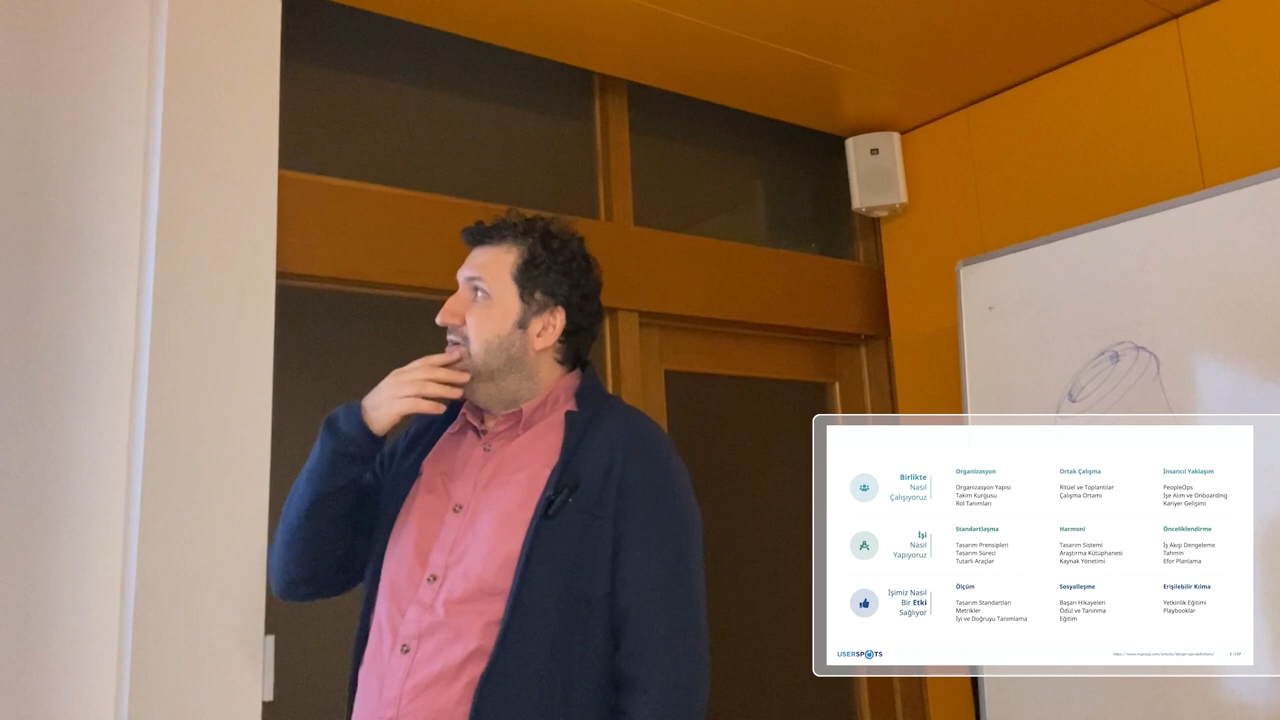 Birlikte
Nasıl
Çalışıyoruz
Organizasyon
Organizasyon Yapısı
Takım Kurgusu
Rol Tanımları
Ortak Çalışma
Ritüel ve Toplantılar
Çalışma Ortamı
İnsancıl Yaklaşım
PeopleOps
İşe Alım ve Onboarding
Kariyer Gelişimi
İşi
Nasıl
Yapıyoruz
Standartlaşma
Tasarım Prensipleri
Tasarım Süreci
Tutarlı Araçlar
Harmoni
Tasarım Sistemi
Araştırma Kütüphanesi
Kaynak Yönetimi
Önceliklendirme
İş Akışı Dengeleme
Tahmin
Efor Planlama
İşimiz Nasıl
Bir Etki
Sağlıyor
Ölçüm
Tasarım Standartları
Metrikler
İyi ve Doğruyu Tanımlama
Sosyalleşme
Başarı Hikayeleri
Ödül ve Tanınma
Eğitim
Erişilebilir Kılma
Yetkinlik Eğitimi
Playbooklar
USERSPOTS